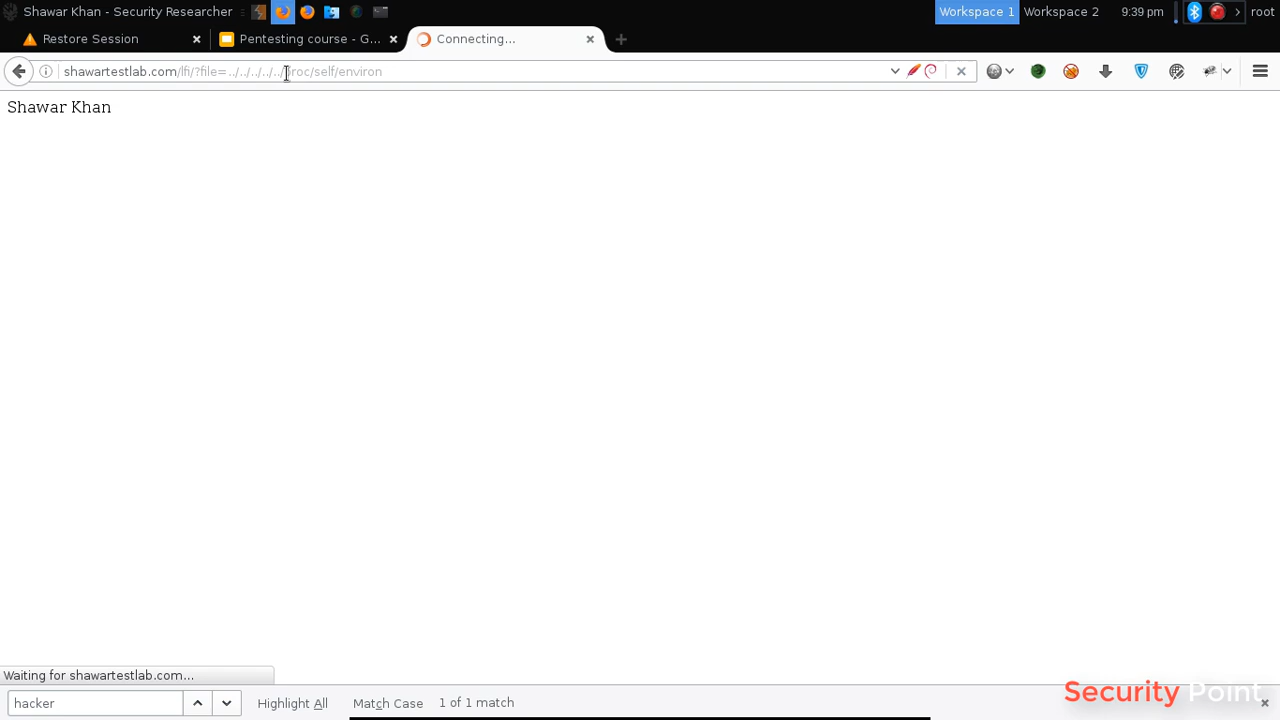 Shawar Khan - Security Researcher
Workspace 1 Workspace 2 9:39 pm root
Restore Session
Pentesting course - G...
Connecting...
shawartestlab.com/lfi/?file=../../../../../proc/self/environ
Shawar Khan
Waiting for shawartestlab.com...
hacker
Highlight All
Match Case
1 of 1 match
Security Point